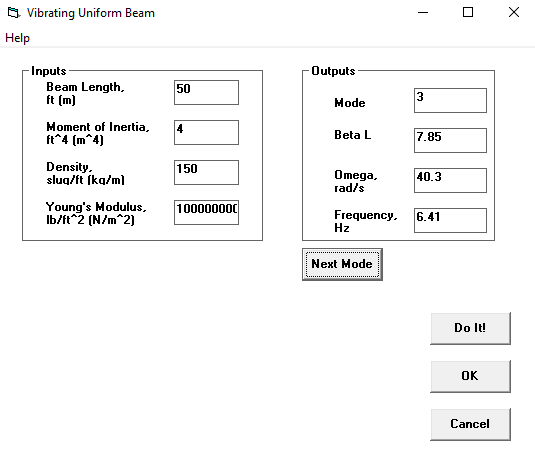 Vibrating Uniform Beam
Help
Inputs
Beam Length,
ft (m)
50
Moment of Inertia,
ft^4 (m^4)
4
Density,
slug/ft (kg/m)
150
Young's Modulus,
lb/ft^2 (N/m^2)
100000000
Outputs
Mode
3
Beta L
7.85
Omega,
rad/s
40.3
Frequency,
Hz
6.41
Next Mode
Do It!
OK
Cancel